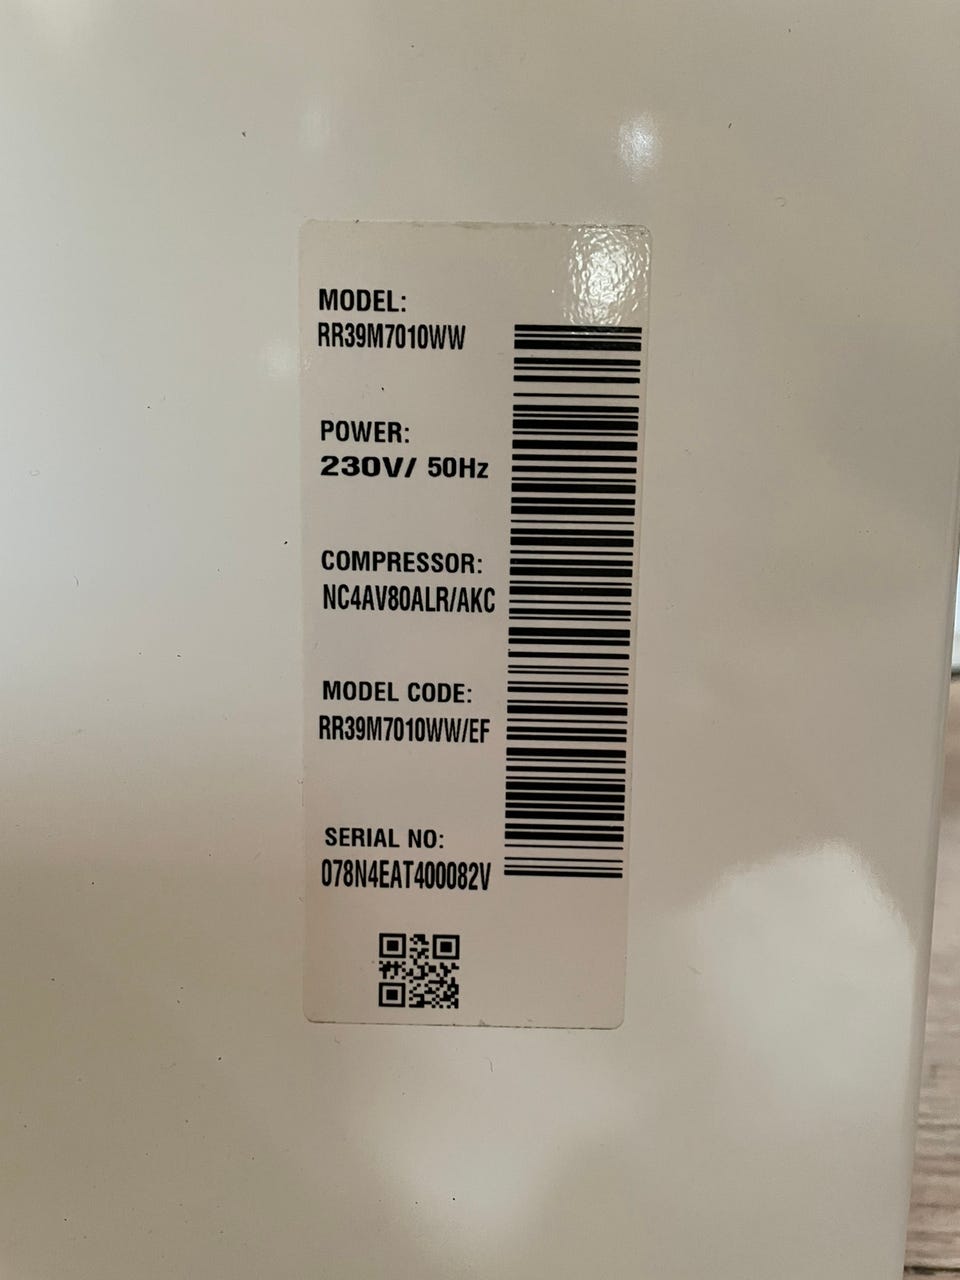 MODEL:
RR39M7010WW
POWER:
230V/ 50Hz
COMPRESSOR:
NC4AV80ALR/AKC
MODEL CODE:
RR39M7010WW/EF
SERIAL NO:
078N4EAT400082V